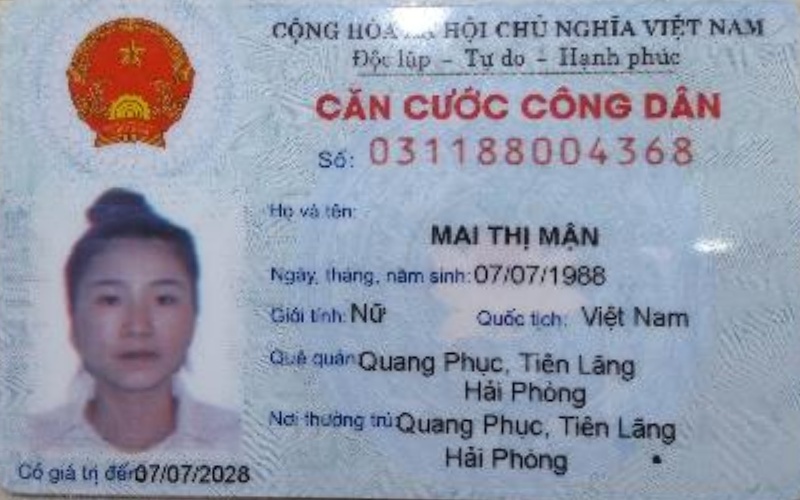 CỘNG HÒA XÃ HỘI CHỦ NGHĨA VIỆT NAM
Độc lập - Tự do - Hạnh phúc
CĂN CƯỚC CÔNG DÂN
Số: 031188004368
Họ và tên:
MAI THỊ MẬN
Ngày, tháng, năm sinh: 07/07/1988
Giới tính: Nữ Quốc tịch: Việt Nam
Quê quán: Quang Phục, Tiên Lãng
Hải Phòng
Nơi thường trú: Quang Phục, Tiên Lãng
Hải Phòng
Có giá trị đến: 07/07/2028